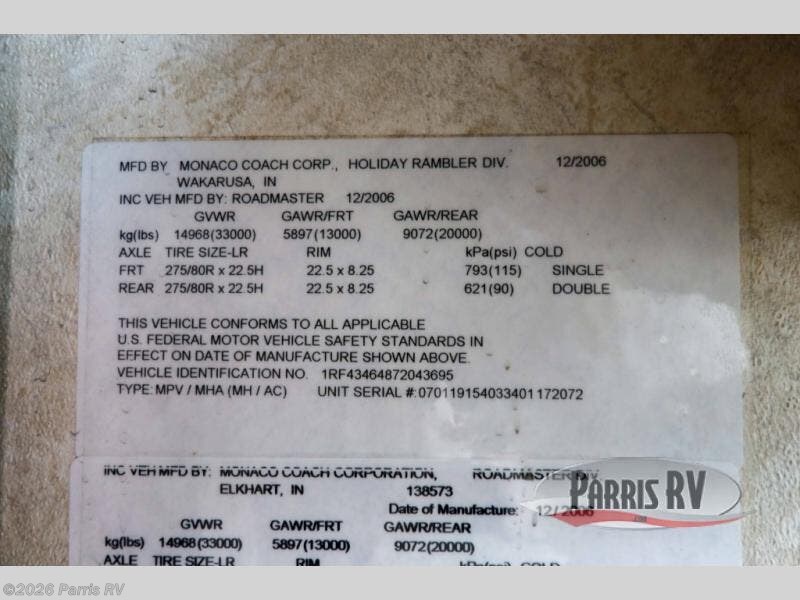 MFD BY MONACO COACH CORP., HOLIDAY RAMBLER DIV. 12/2006
WAKARUSA, IN
INC VEH MFD BY: ROADMASTER 12/2006
GVWR GAWR/FRT GAWR/REAR
kg(lbs) 14968(33000) 5897(13000) 9072(20000)
AXLE TIRE SIZE-LR RIM kPa(psi) COLD
FRT 275/80R x 22.5H 22.5 x 8.25 793(115) SINGLE
REAR 275/80R x 22.5H 22.5 x 8.25 621(90) DOUBLE
THIS VEHICLE CONFORMS TO ALL APPLICABLE
U.S. FEDERAL MOTOR VEHICLE SAFETY STANDARDS IN
EFFECT ON DATE OF MANUFACTURE SHOWN ABOVE.
VEHICLE IDENTIFICATION NO. 1RF43464872043695
TYPE: MPV / MHA (MH / AC) UNIT SERIAL #: 070119154033401172072
INC VEH MFD BY: MONACO COACH CORPORATION, ROADMASTER DIV
ELKHART, IN 138573
Date of Manufacture: 12/2006
GVWR GAWR/FRT GAWR/REAR
kg(lbs) 14968(33000) 5897(13000) 9072(20000)
AXLE TIRE SIZE-LR RIM kPa(psi) COLD
PARRIS RV
©2026 Parris RV